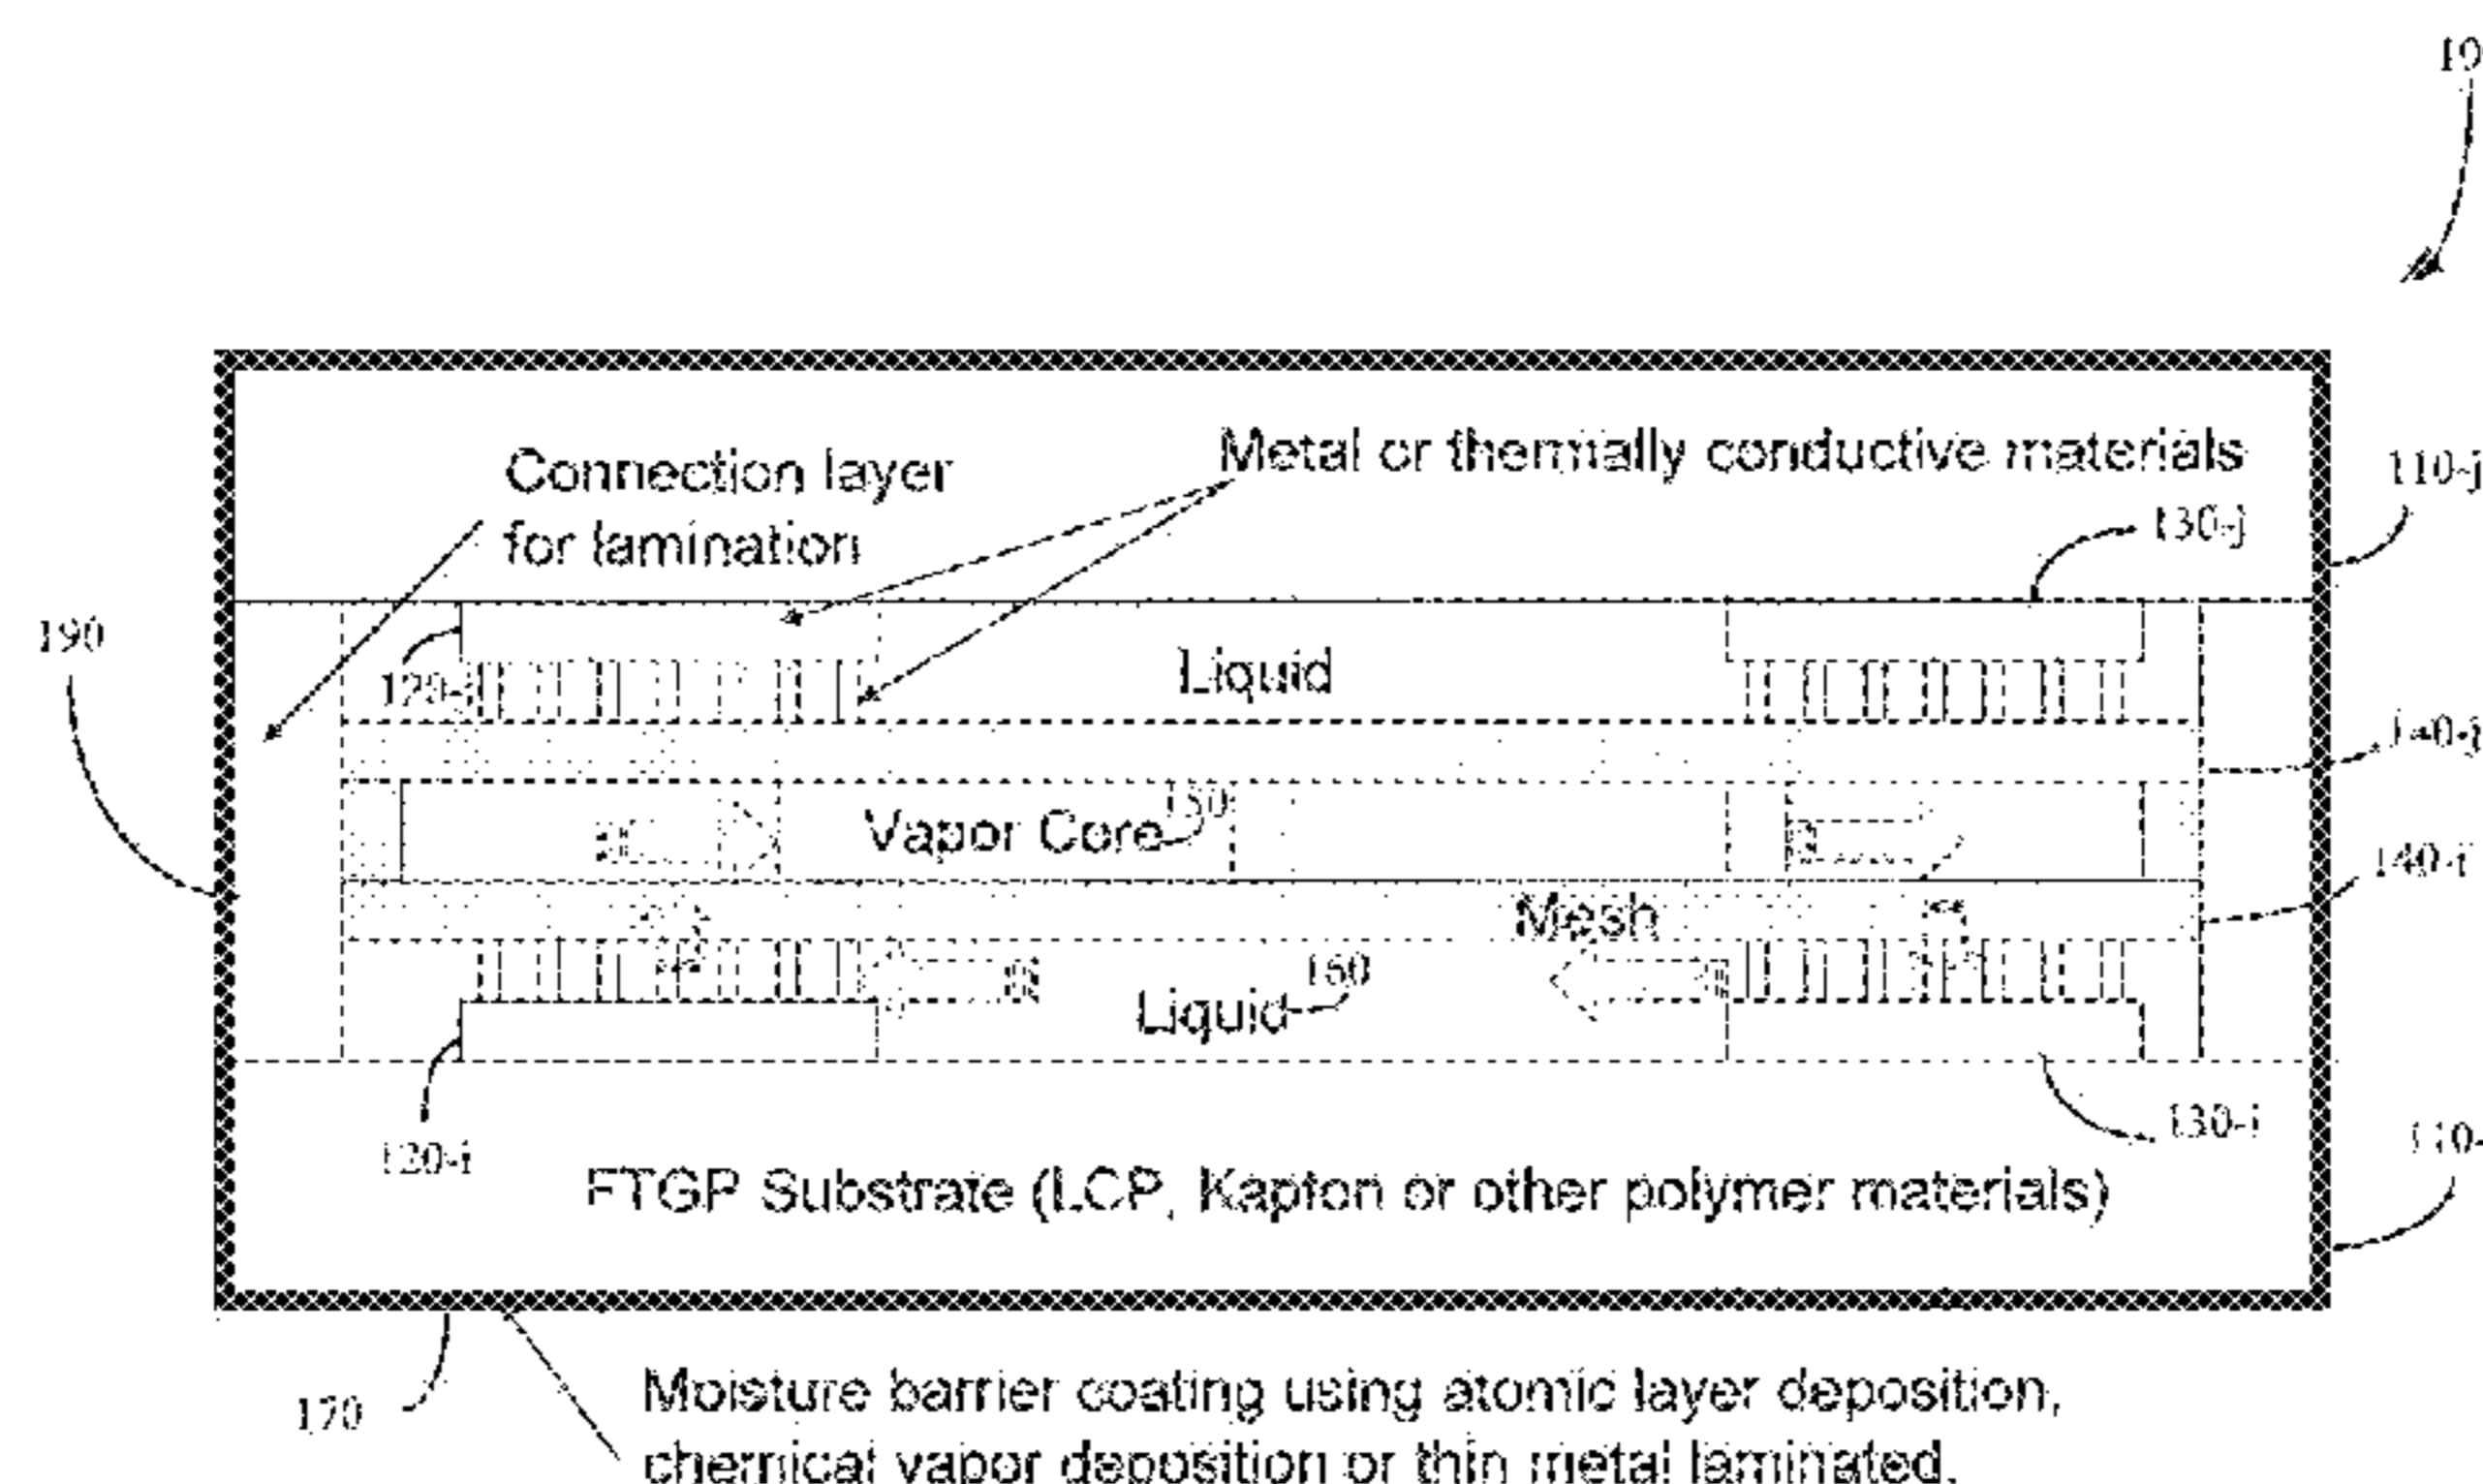 Connection layer
for lamination
Metal or thermally conductive materials
110-j
130-j
190
Liquid
140-j
Vapor Core
150
140-i
Mesh
160
Liquid
120-i
130-i
FTGP Substrate (LCP, Kapton or other polymer materials)
170
Moisture barrier coating using atomic layer deposition,
chemical vapor deposition or thin metal laminated.